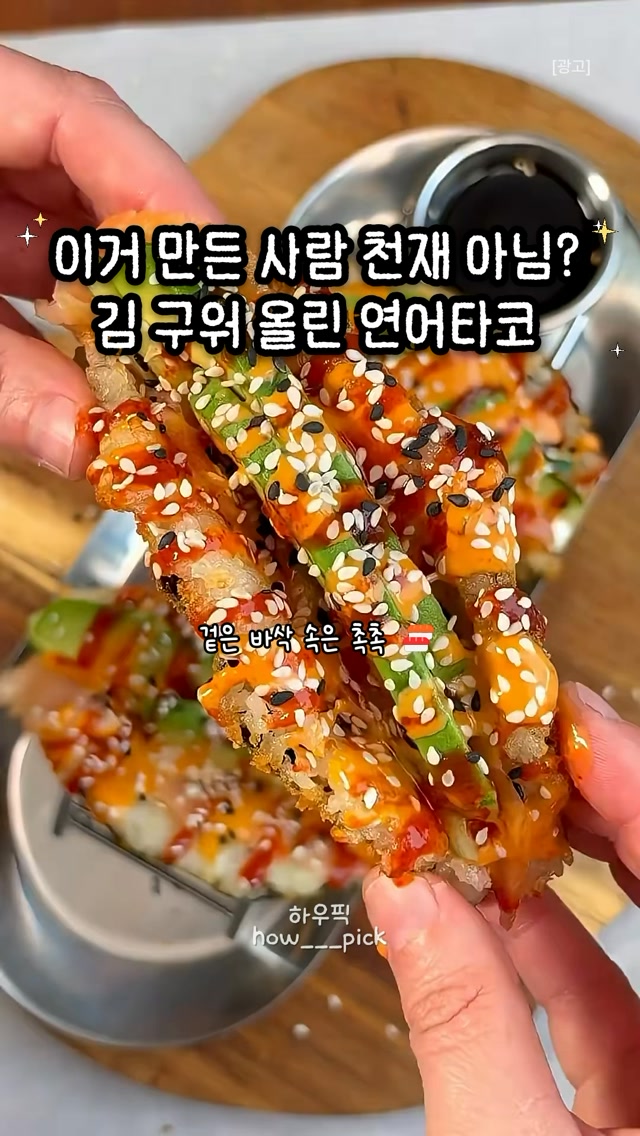 [광고]
이거 만든 사람 천재 아님?
김 구워 올린 연어타코
겉은 바삭 속은 촉촉
하우픽
how___pick